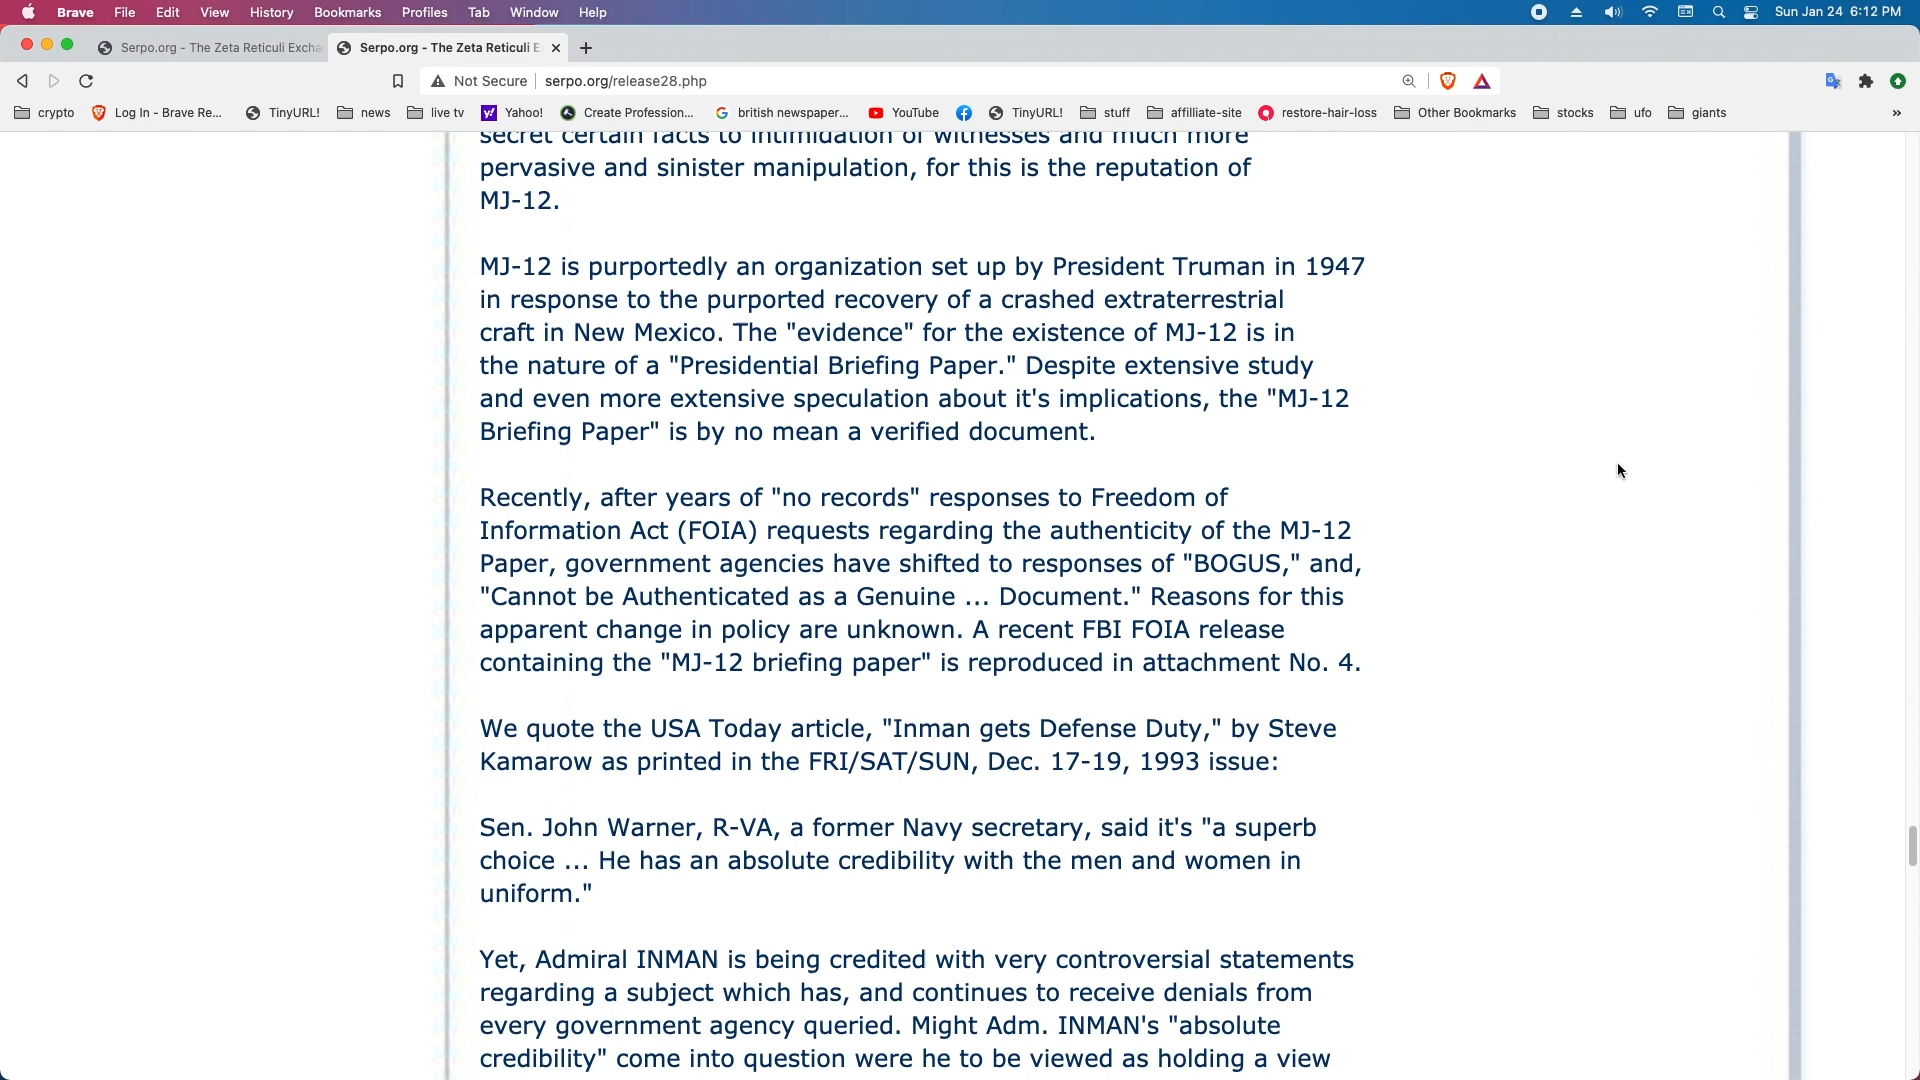 Brave File Edit View History Bookmarks Profiles Tab Window Help Sun Jan 24 6:12 PM
Serpo.org - The Zeta Reticuli Excha Serpo.org - The Zeta Reticuli E
Not Secure serpo.org/release28.php
crypto Log In - Brave Re... TinyURL! news live tv Yahoo! Create Profession... british newspaper... YouTube TinyURL! stuff affilliate-site restore-hair-loss Other Bookmarks stocks ufo giants »
secret certain facts to intimidation of witnesses and much more
pervasive and sinister manipulation, for this is the reputation of
MJ-12.
MJ-12 is purportedly an organization set up by President Truman in 1947
in response to the purported recovery of a crashed extraterrestrial
craft in New Mexico. The "evidence" for the existence of MJ-12 is in
the nature of a "Presidential Briefing Paper." Despite extensive study
and even more extensive speculation about it's implications, the "MJ-12
Briefing Paper" is by no mean a verified document.
Recently, after years of "no records" responses to Freedom of
Information Act (FOIA) requests regarding the authenticity of the MJ-12
Paper, government agencies have shifted to responses of "BOGUS," and,
"Cannot be Authenticated as a Genuine ... Document." Reasons for this
apparent change in policy are unknown. A recent FBI FOIA release
containing the "MJ-12 briefing paper" is reproduced in attachment No. 4.
We quote the USA Today article, "Inman gets Defense Duty," by Steve
Kamarow as printed in the FRI/SAT/SUN, Dec. 17-19, 1993 issue:
Sen. John Warner, R-VA, a former Navy secretary, said it's "a superb
choice ... He has an absolute credibility with the men and women in
uniform."
Yet, Admiral INMAN is being credited with very controversial statements
regarding a subject which has, and continues to receive denials from
every government agency queried. Might Adm. INMAN's "absolute
credibility" come into question were he to be viewed as holding a view